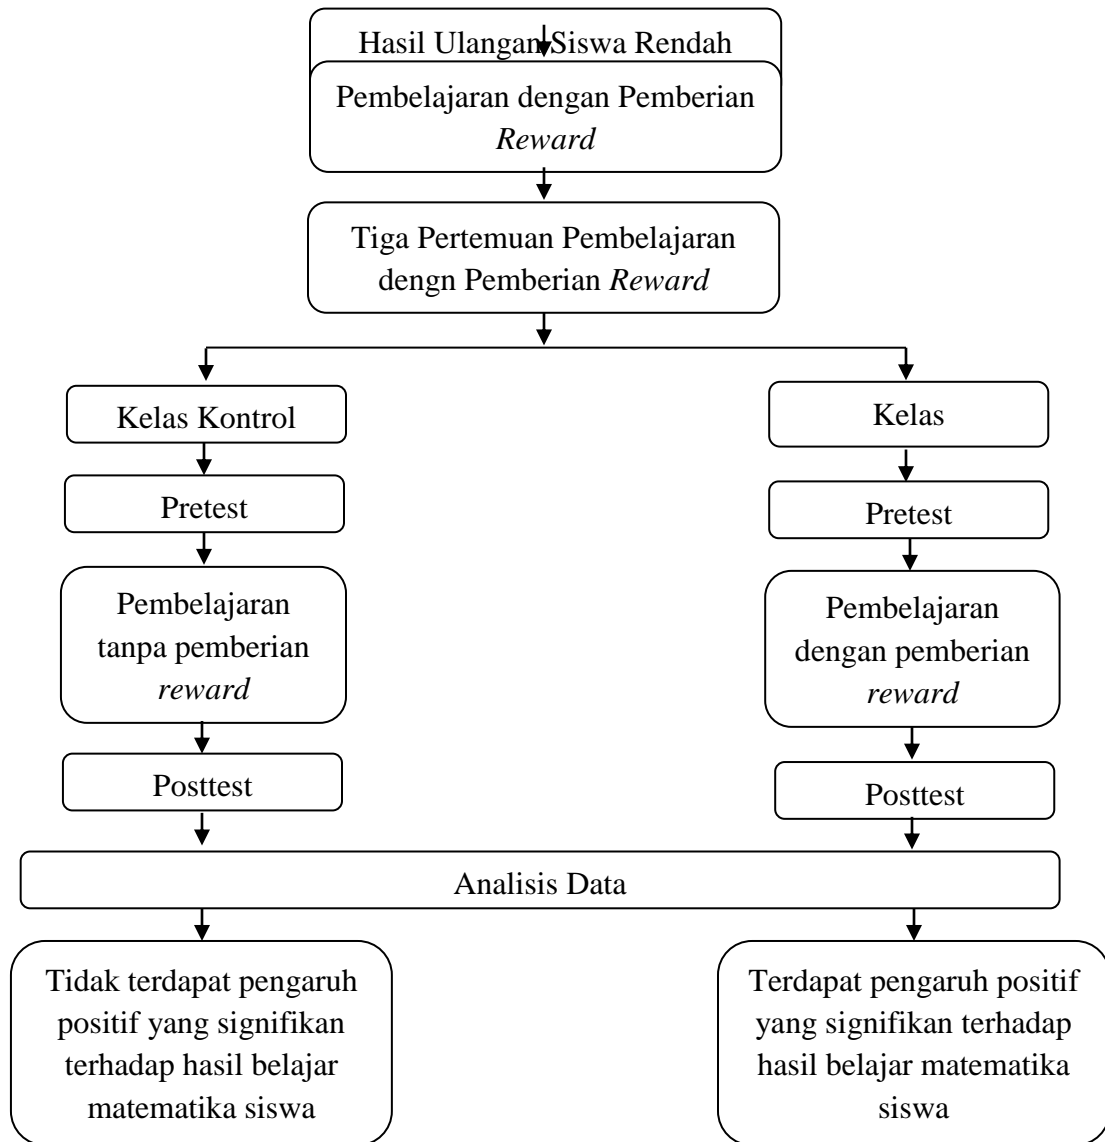 Hasil Ulangan Siswa Rendah
Pembelajaran dengan Pemberian
Reward
Tiga Pertemuan Pembelajaran
dengn Pemberian Reward
Kelas Kontrol
Pretest
Pembelajaran
tanpa pemberian
reward
Posttest
Kelas
Pretest
Pembelajaran
dengan pemberian
reward
Posttest
Analisis Data
Tidak terdapat pengaruh
positif yang signifikan
terhadap hasil belajar
matematika siswa
Terdapat pengaruh positif
yang signifikan terhadap
hasil belajar matematika
siswa